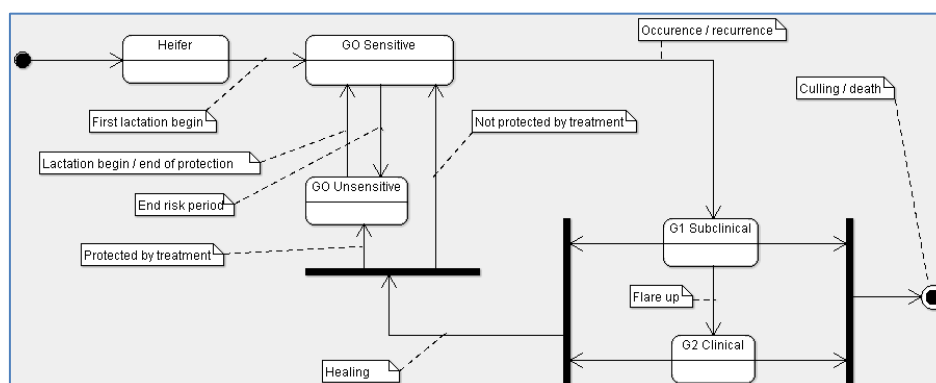 Occurence / recurrence
Heifer
GO Sensitive
Culling / death
First lactation begin
Not protected by treatment
Lactation begin / end of protection
GO Unsensitive
End risk period
G1 Subclinical
Protected by treatment
Flare up
G2 Clinical
Healing